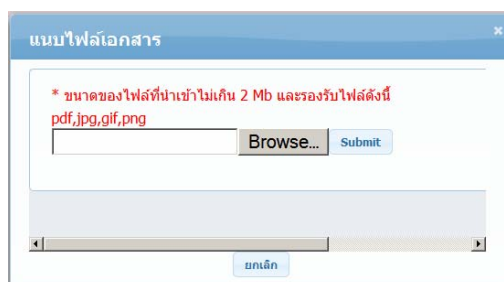 แนบไฟล์เอกสาร
* ขนาดของไฟล์ที่นำเข้าไม่เกิน 2 Mb และรองรับไฟล์ดังนี้
pdf,jpg,gif,png
Browse... Submit
ยกเลิก